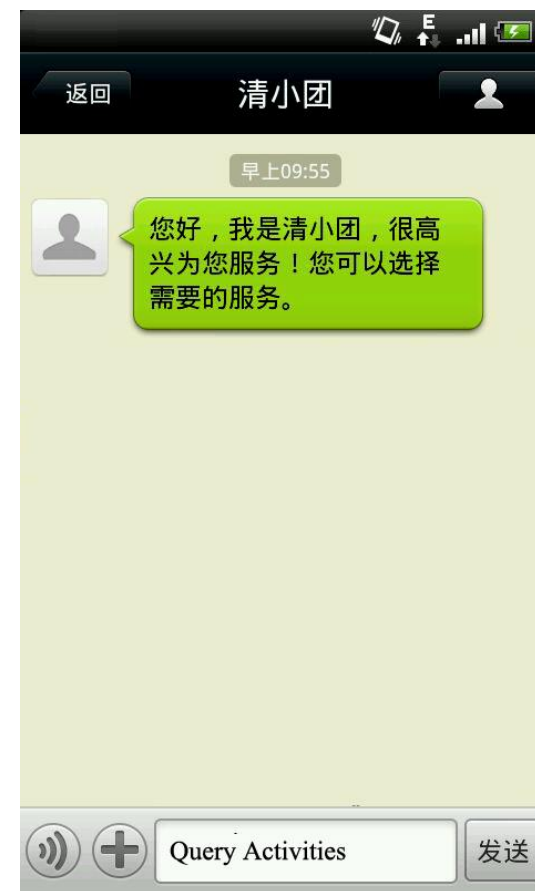 E
返回
清小团
早上09:55
您好，我是清小团，很高
兴为您服务！您可以选择
需要的服务。
Query Activities
发送